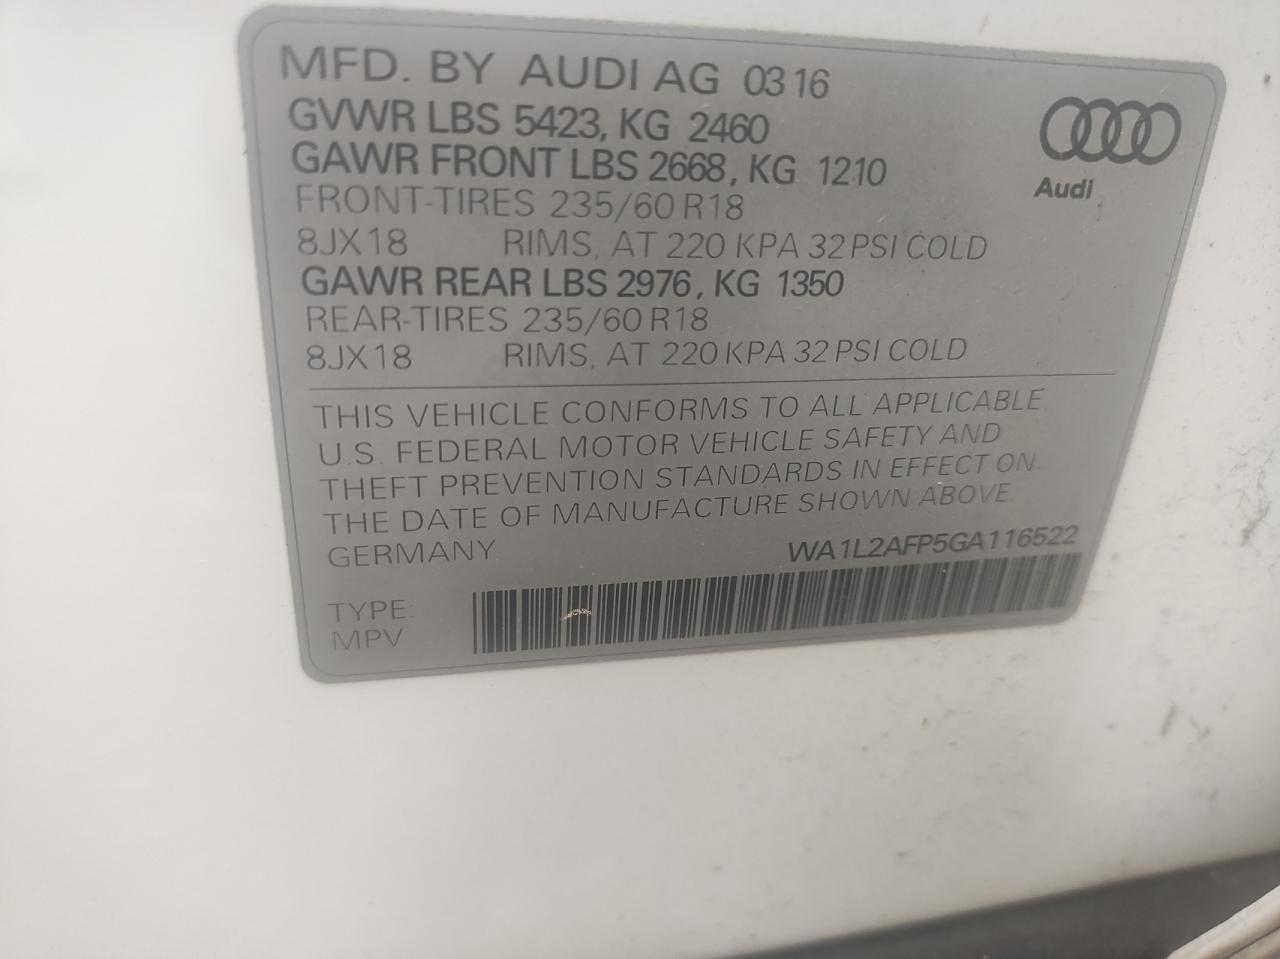 MFD. BY AUDI AG 03 16
GVWR LBS 5423, KG 2460
GAWR FRONT LBS 2668, KG 1210
Audi
FRONT-TIRES 235/60 R18
8JX18 RIMS, AT 220 KPA 32 PSI COLD
GAWR REAR LBS 2976, KG 1350
REAR-TIRES 235/60 R18
8JX18 RIMS, AT 220 KPA 32 PSI COLD
THIS VEHICLE CONFORMS TO ALL APPLICABLE
U.S. FEDERAL MOTOR VEHICLE SAFETY AND
THEFT PREVENTION STANDARDS IN EFFECT ON
THE DATE OF MANUFACTURE SHOWN ABOVE
GERMANY WA1L2AFP5GA116522
TYPE:
MPV